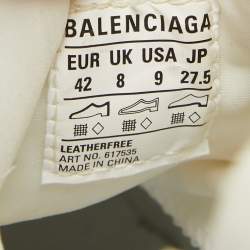 BALENCIAGA
EUR UK USA JP
42 8 9 27.5
LEATHERFREE
ART NO. 617535
MADE IN CHINA